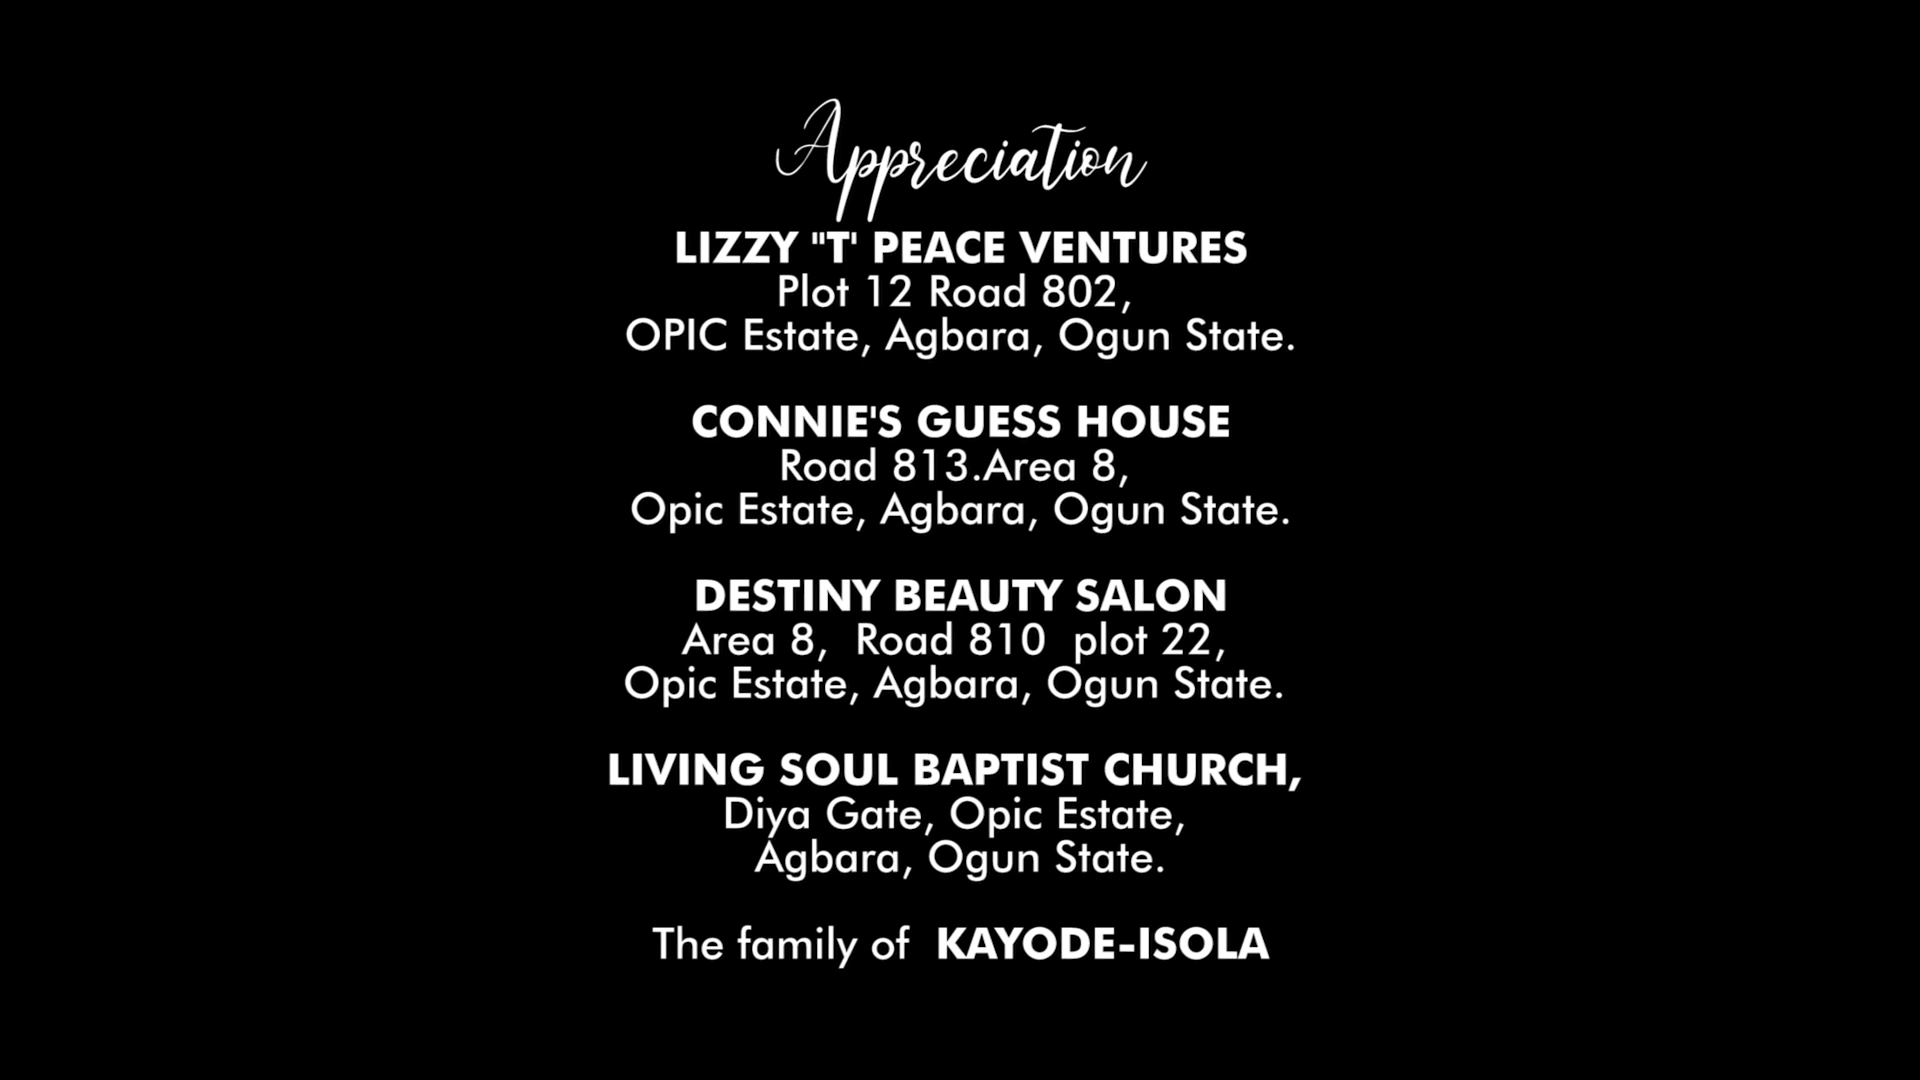 Appreciation
LIZZY "T' PEACE VENTURES
Plot 12 Road 802,
OPIC Estate, Agbara, Ogun State.
CONNIE'S GUESS HOUSE
Road 813.Area 8,
Opic Estate, Agbara, Ogun State.
DESTINY BEAUTY SALON
Area 8,  Road 810  plot 22,
Opic Estate, Agbara, Ogun State.
LIVING SOUL BAPTIST CHURCH,
Diya Gate, Opic Estate,
Agbara, Ogun State.
The family of  KAYODE-ISOLA